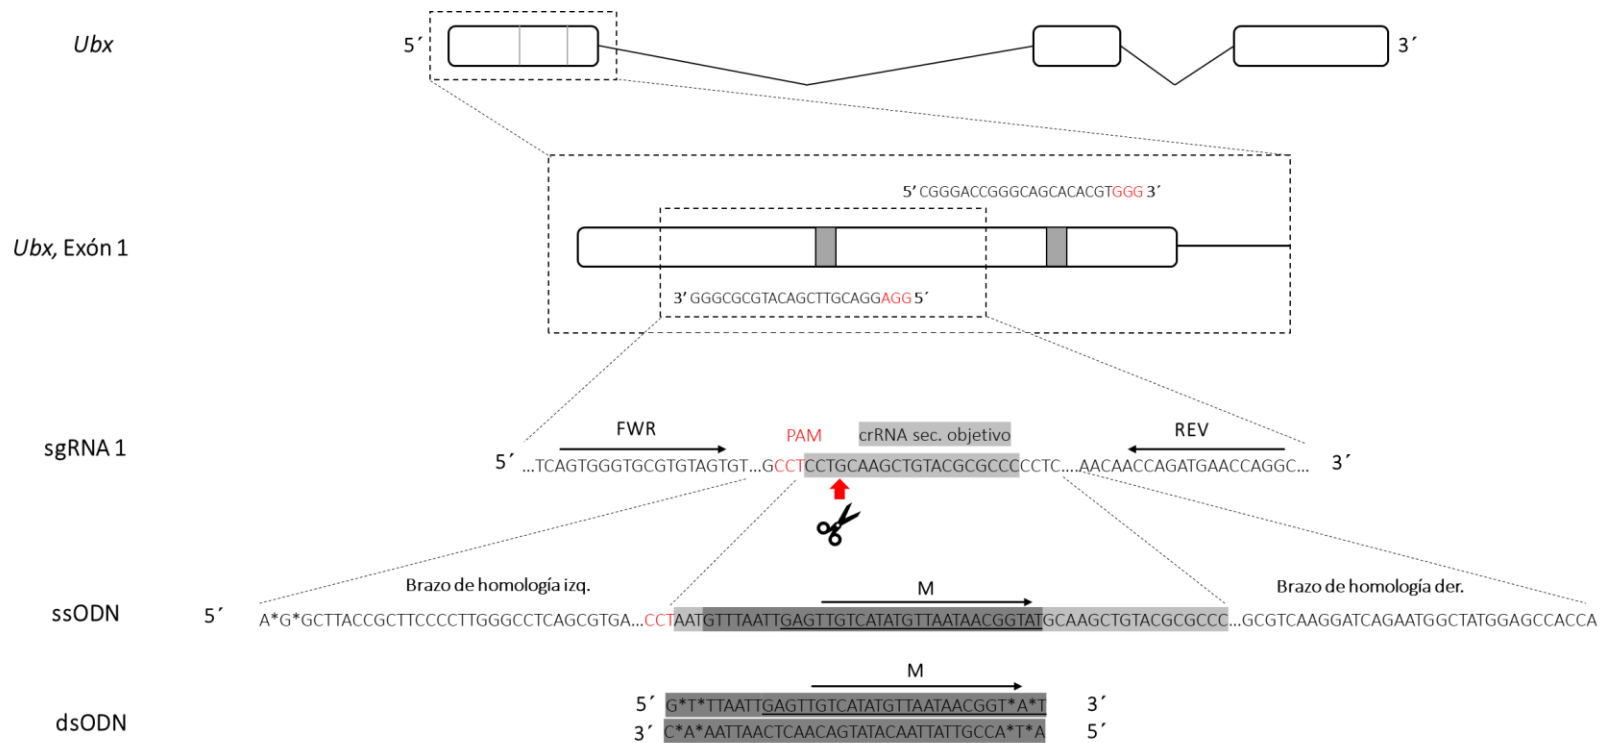 Ubx
5´ 3´
5’ CGGGACCGGGCAGCACACGTGGG 3´
Ubx, Exón 1
3’ GGGCGCGTACAGCTTGCAGGAGG 5´
FWR PAM crRNA sec. objetivo REV
sgRNA 1
5´ ...TCAGTGGGTGCGTGTAGTGT...GCCTCCTGCAAGCTGTACGCGCCCCCTC....AACAACCAGATGAACCAGGC... 3´
Brazo de homología izq. M Brazo de homología der.
ssODN 5´ A*G*GCTTACCGCTTCCCCTTGGGCCTCAGCGTGA...CCTAATGTTTAATTGAGTTGTCATATGTTAATAACGGTATGCAAGCTGTACGCGCCC...GCGTCAAGGATCAGAATGGCTATGGAGCCACCA
M
5´ G*T*TTAATTGAGTTGTCATATGTTAATAACGGT*A*T 3´
dsODN
3´ C*A*AATTAACTCAACAGTATACAATTATTGCCA*T*A 5´